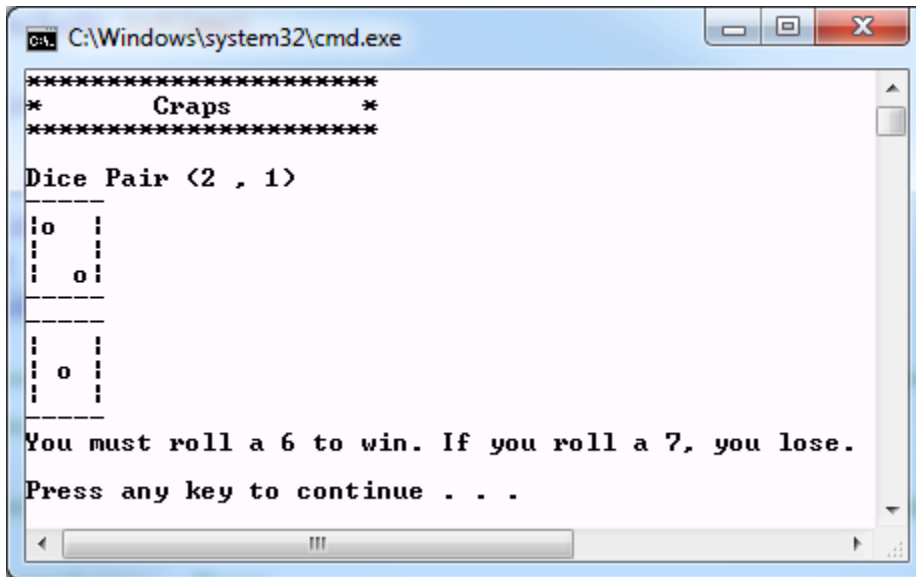 C:\Windows\system32\cmd.exe
**********************
*       Craps        *
**********************
Dice Pair (2 , 1)
-----
|o  |
|   |
|  o|
-----
-----
|   |
| o |
|   |
-----
You must roll a 6 to win. If you roll a 7, you lose.
Press any key to continue . . .